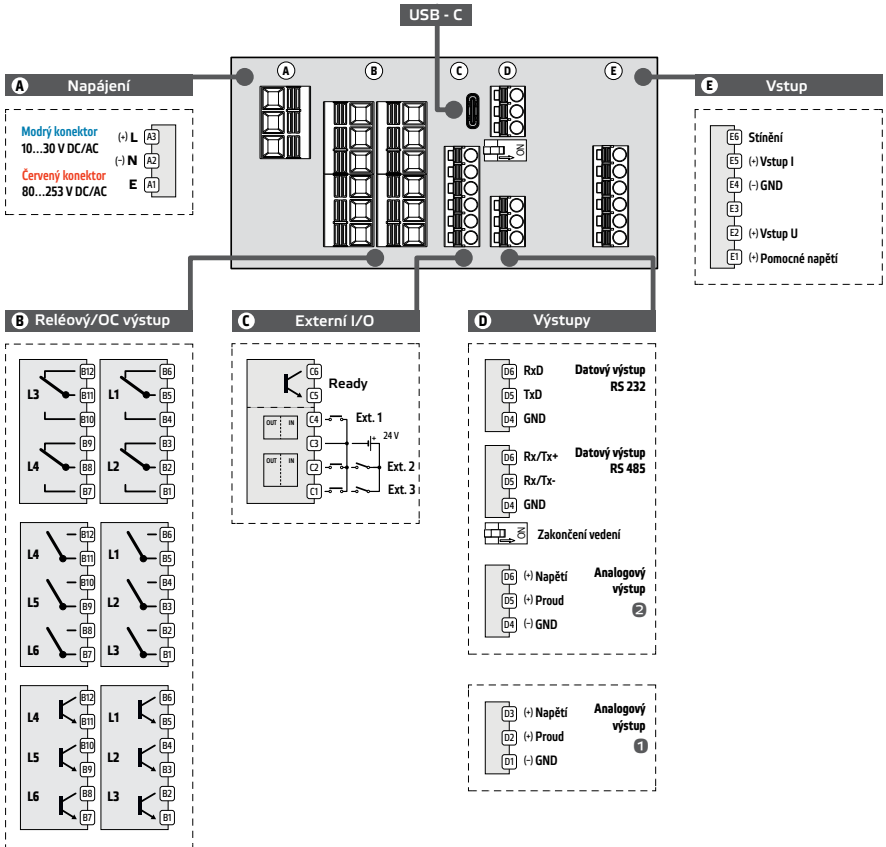 USB - C
A
B
C
D
E
ON
A Napájení
Modrý konektor
10...30 V DC/AC
Červený konektor
80...253 V DC/AC
(+) L A3
(−) N A2
E A1
E Vstup
E6 Stínění
E5 (+) Vstup I
E4 (−) GND
E3
E2 (+) Vstup U
E1 (+) Pomocné napětí
B Reléový/OC výstup
L3 B12 B11 B10
L1 B6 B5 B4
L4 B9 B8 B7
L2 B3 B2 B1
L4 B12 B11
L1 B6 B5
L5 B10 B9
L2 B4 B3
L6 B8 B7
L3 B2 B1
L4 B12 B11
L1 B6 B5
L5 B10 B9
L2 B4 B3
L6 B8 B7
L3 B2 B1
C Externí I/O
C6
Ready
C5
OUT IN
C4 Ext. 1
C3 + 24 V
OUT IN
C2 Ext. 2
C1 Ext. 3
D Výstupy
D6 RxD Datový výstup
D5 TxD RS 232
D4 GND
D6 Rx/Tx+ Datový výstup
D5 Rx/Tx- RS 485
D4 GND
ON Zakončení vedení
D6 (+) Napětí Analogový
D5 (+) Proud výstup
D4 (−) GND 2
D3 (+) Napětí Analogový
D2 (+) Proud výstup
D1 (−) GND 1